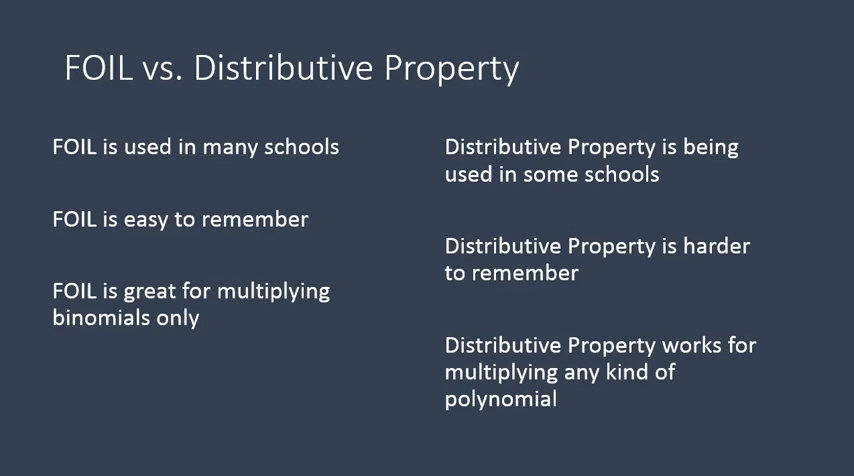 FOIL vs. Distributive Property
FOIL is used in many schools
FOIL is easy to remember
FOIL is great for multiplying
binomials only
Distributive Property is being
used in some schools
Distributive Property is harder
to remember
Distributive Property works for
multiplying any kind of
polynomial